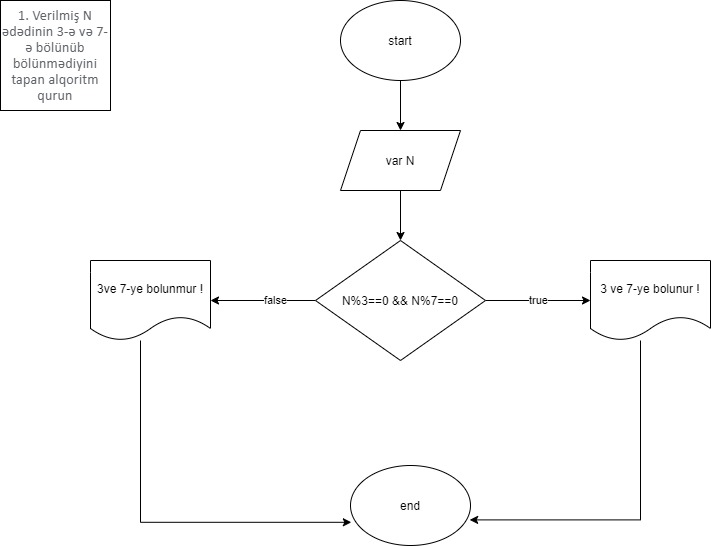 1. Verilmiş N
ədədinin 3-ə və 7-
ə bölünüb
bölünmədiyini
tapan alqoritm
qurun
start
var N
3ve 7-ye bolunmur !
false
N%3==0 && N%7==0
true
3 ve 7-ye bolunur !
end